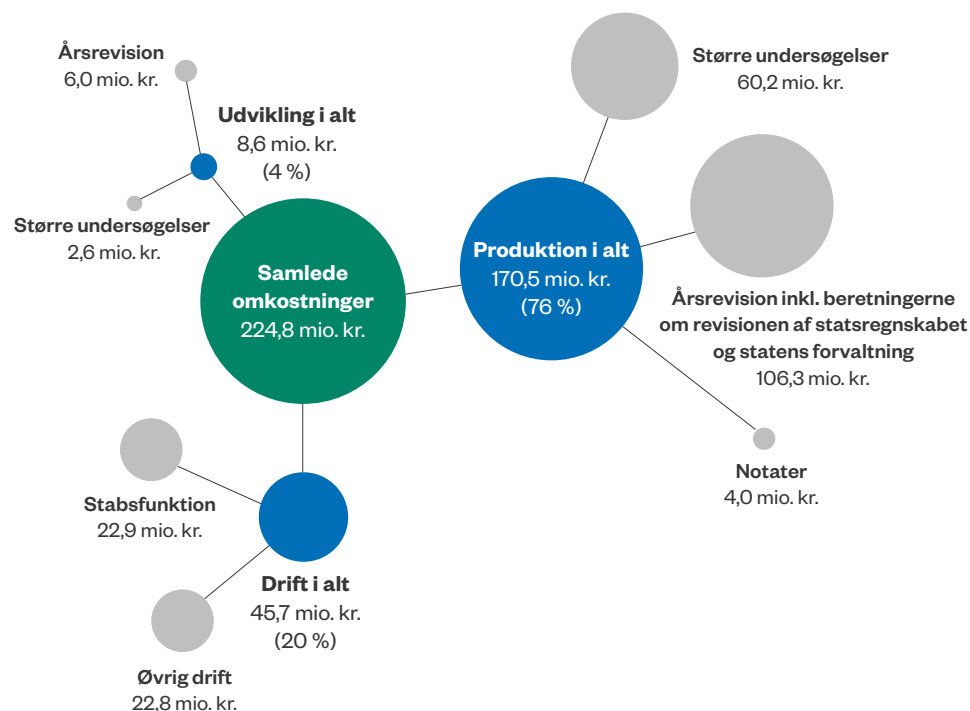 Årsrevision
6,0 mio. kr.
Udvikling i alt
8,6 mio. kr.
(4 %)
Større undersøgelser
2,6 mio. kr.
Samlede
omkostninger
224,8 mio. kr.
Større undersøgelser
60,2 mio. kr.
Produktion i alt
170,5 mio. kr.
(76 %)
Årsrevision inkl. beretningerne
om revisionen af statsregnskabet
og statens forvaltning
106,3 mio. kr.
Notater
4,0 mio. kr.
Stabsfunktion
22,9 mio. kr.
Drift i alt
45,7 mio. kr.
(20 %)
Øvrig drift
22,8 mio. kr.